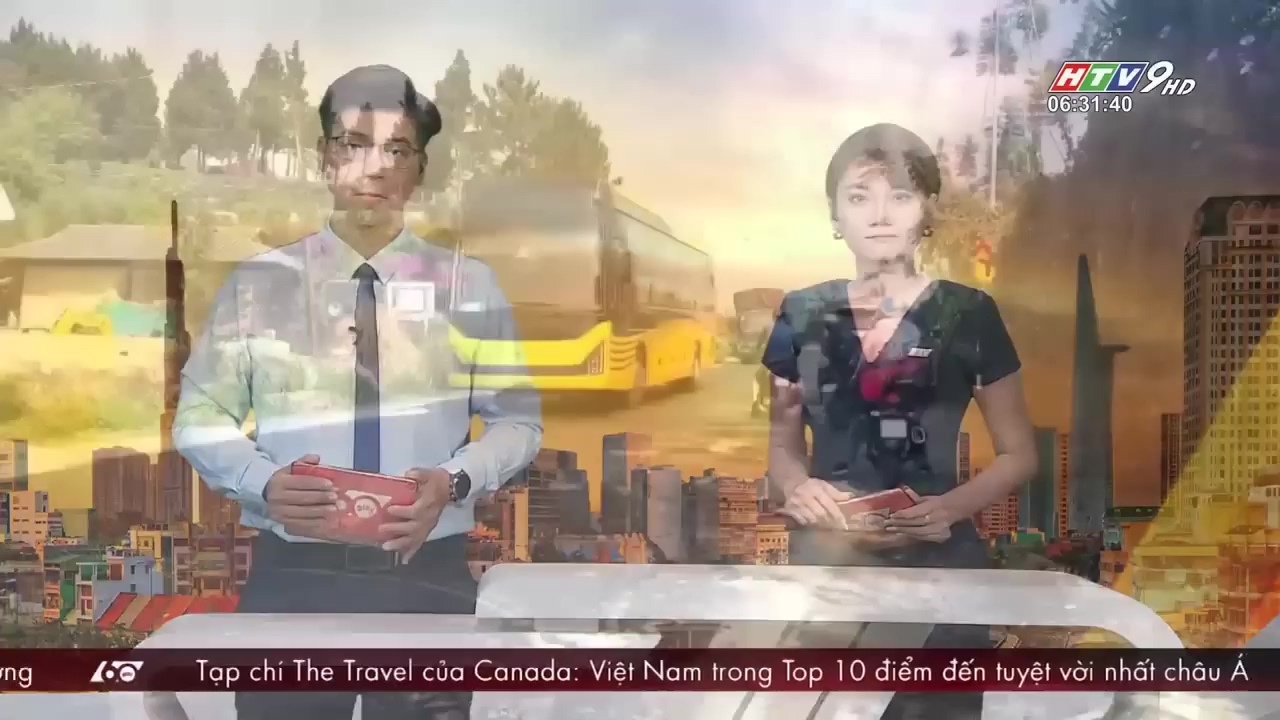 HTV9HD
06:31:40
ơng 60 Tạp chí The Travel của Canada: Việt Nam trong Top 10 điểm đến tuyệt vời nhất châu Á